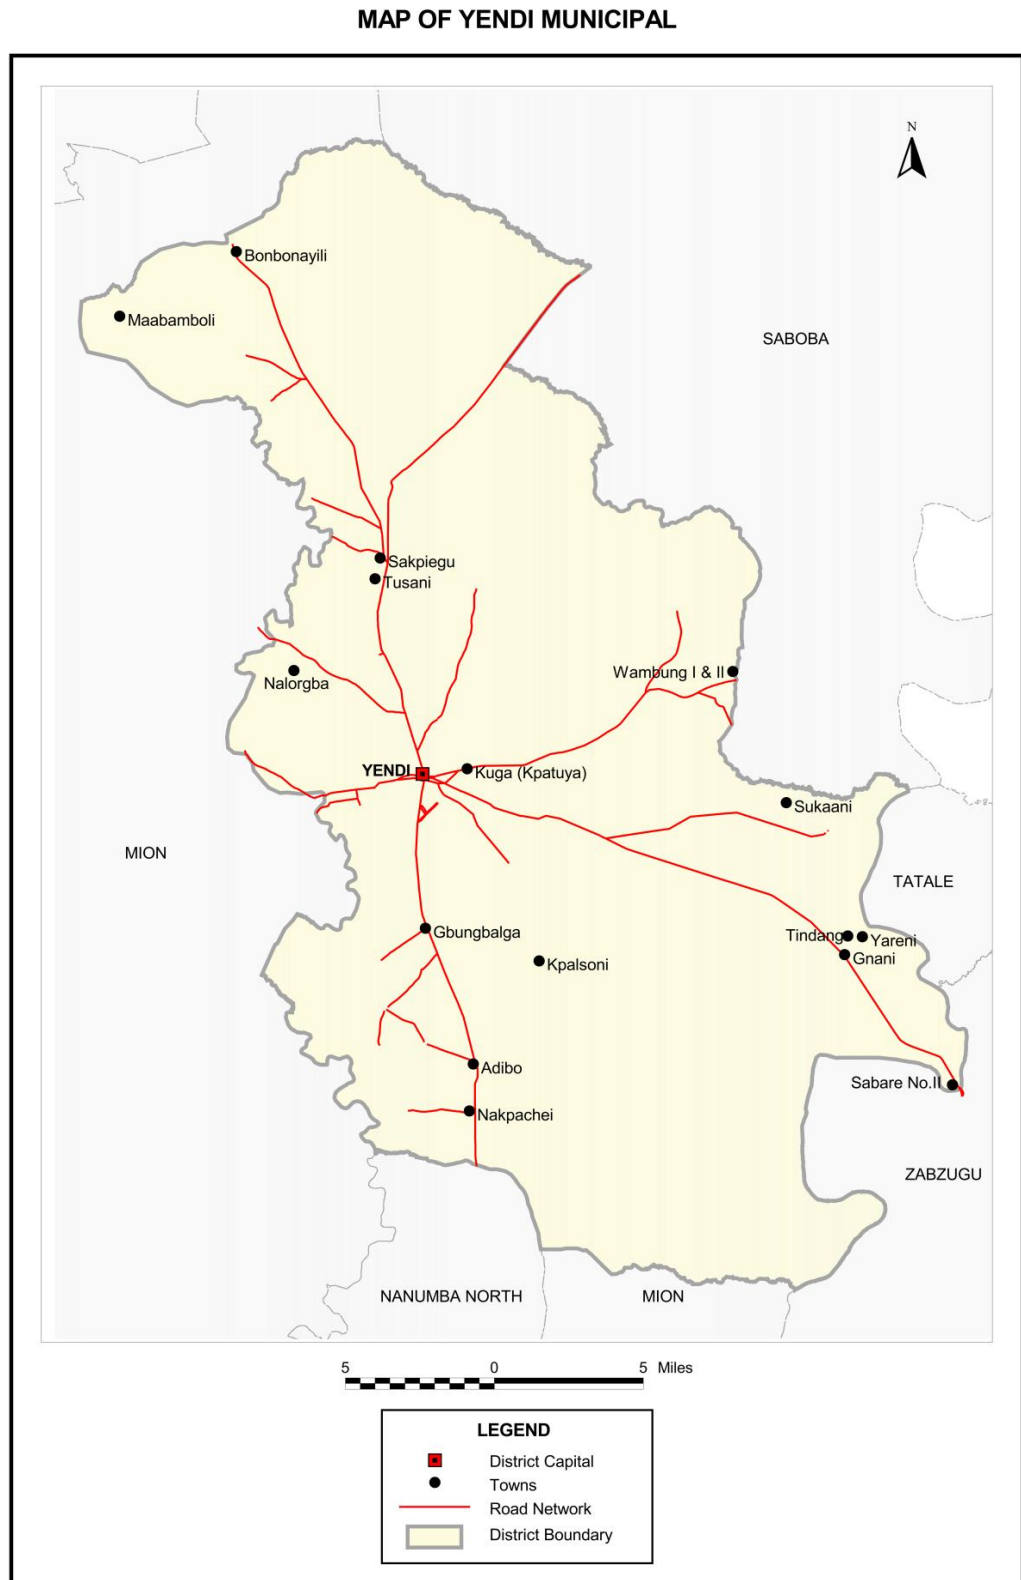 MAP OF YENDI MUNICIPAL
N
Bonbonayili
Maabamboli
SABOBA
Sakpiegu
Tusani
Wambung I & II
Nalorgba
YENDI
Kuga (Kpatuya)
Sukaani
MION
TATALE
Gbungbalga
Tindang
Yareni
Gnani
Kpalsoni
Adibo
Sabare No.II
Nakpachei
ZABZUGU
NANUMBA NORTH
MION
5 0 5 Miles
LEGEND
District Capital
Towns
Road Network
District Boundary